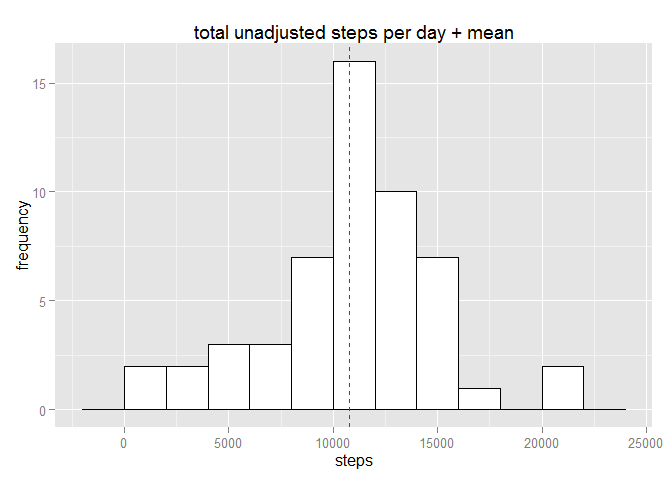 total unadjusted steps per day + mean
15
10
5
0
frequency
0 5000 10000 15000 20000 25000
steps